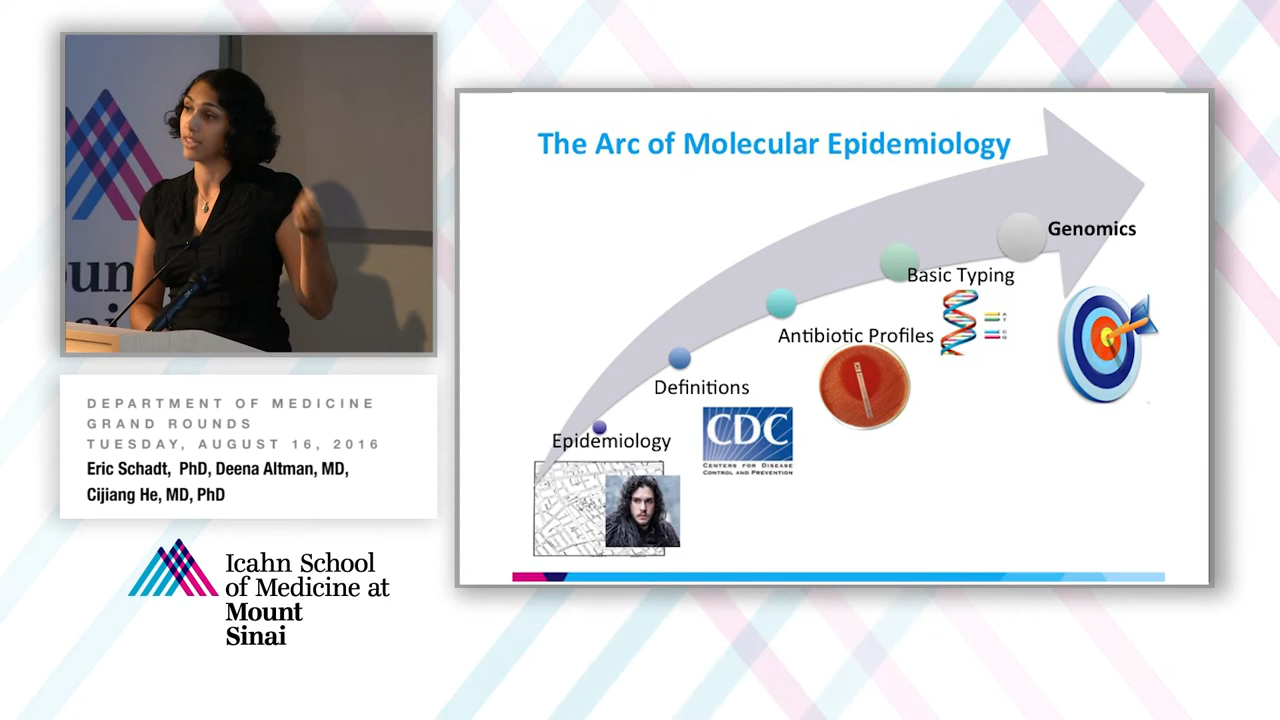 Moun
Sinai
DEPARTMENT OF MEDICINE
GRAND ROUNDS
TUESDAY, AUGUST 16, 2016
Eric Schadt, PhD, Deena Altman, MD,
Cijiang He, MD, PhD
Icahn School
of Medicine at
Mount
Sinai
The Arc of Molecular Epidemiology
Genomics
Basic Typing
Antibiotic Profiles
Definitions
CDC
CENTERS FOR DISEASE
CONTROL AND PREVENTION
Epidemiology